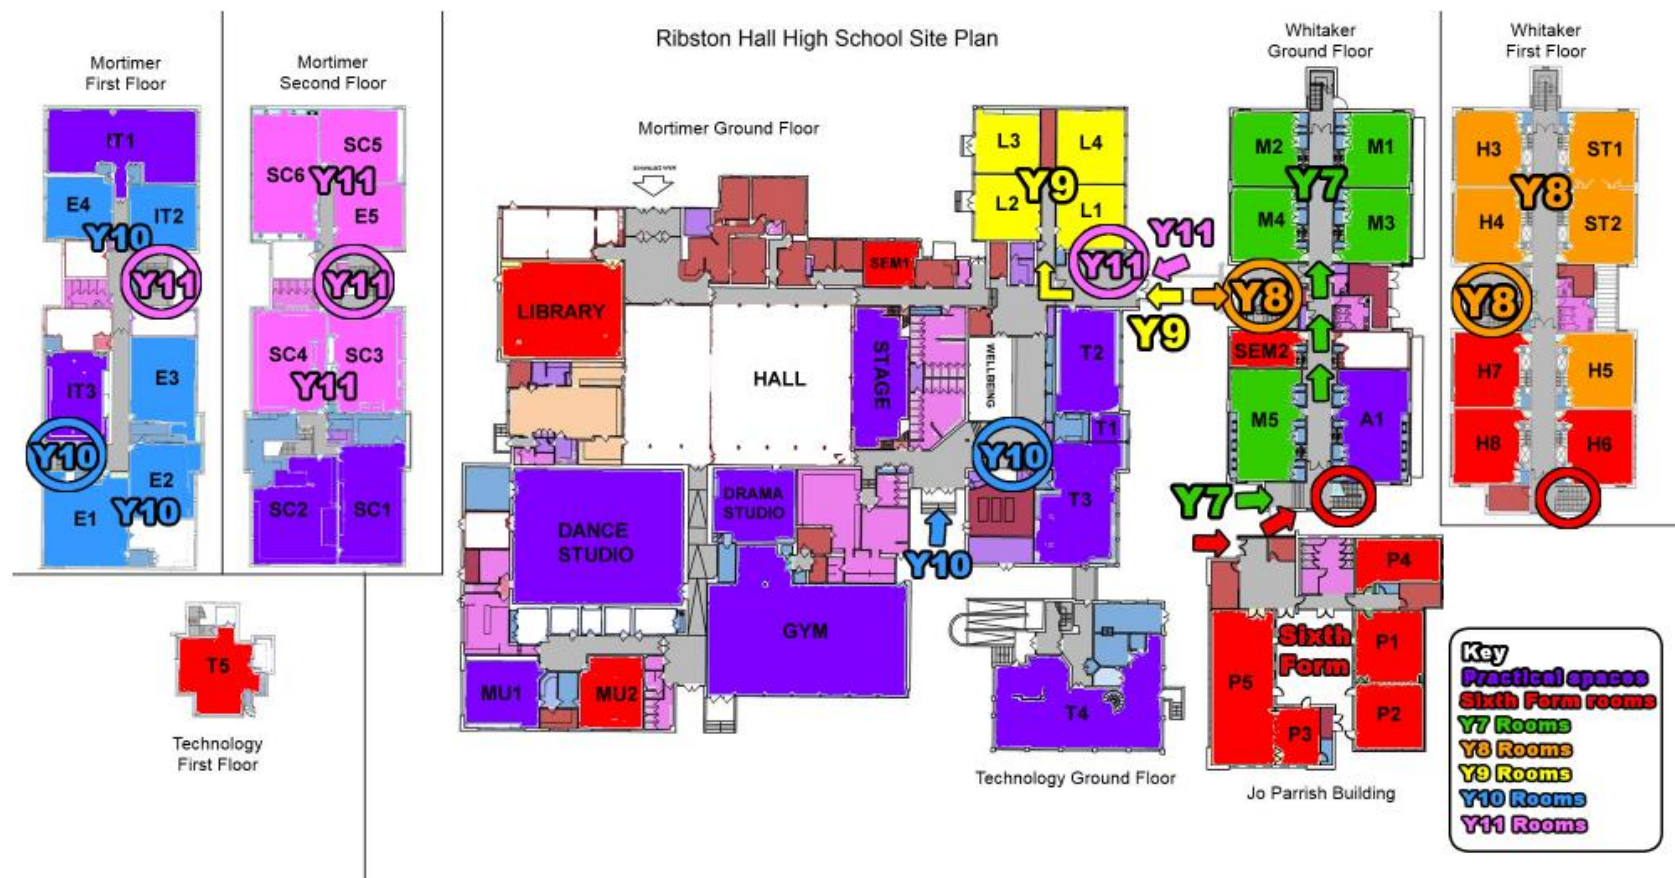 Ribston Hall High School Site Plan
Mortimer
First Floor
IT1
E4
IT2
Y10
Y11
IT3
E3
Y10
E2
E1
Y10
Mortimer
Second Floor
SC5
SC6
Y11
E5
Y11
SC4
SC3
Y11
SC2
SC1
Technology
First Floor
T5
Mortimer Ground Floor
L3
L4
Y9
L2
L1
Y11
Y11
SEM1
LIBRARY
Y9
HALL
STAGE
WELLBEING
T2
T1
Y10
T3
DRAMA
STUDIO
DANCE
STUDIO
Y10
GYM
MU1
MU2
T4
Technology Ground Floor
Whitaker
Ground Floor
M2
M1
Y7
M4
M3
Y8
SEM2
M5
A1
Y7
P4
Sixth
Form
P1
P5
P2
P3
Jo Parrish Building
Whitaker
First Floor
H3
ST1
Y8
H4
ST2
Y8
H7
H5
H8
H6
Key
Practical spaces
Sixth Form rooms
Y7 Rooms
Y8 Rooms
Y9 Rooms
Y10 Rooms
Y11 Rooms